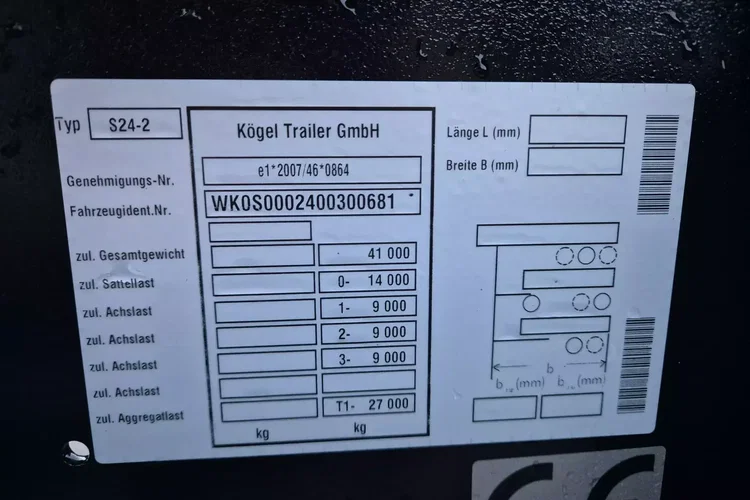 Typ S24-2
Kögel Trailer GmbH
Genehmigungs-Nr. e1*2007/46*0864
Fahrzeugident.Nr. WK0S0002400300681 *
zul. Gesamtgewicht 41 000
zul. Sattellast 0- 14 000
zul. Achslast 1- 9 000
zul. Achslast 2- 9 000
zul. Achslast 3- 9 000
zul. Achslast
zul. Aggregatlast T1- 27 000
kg kg
Länge L (mm)
Breite B (mm)
b
b (mm) b (mm)
CE